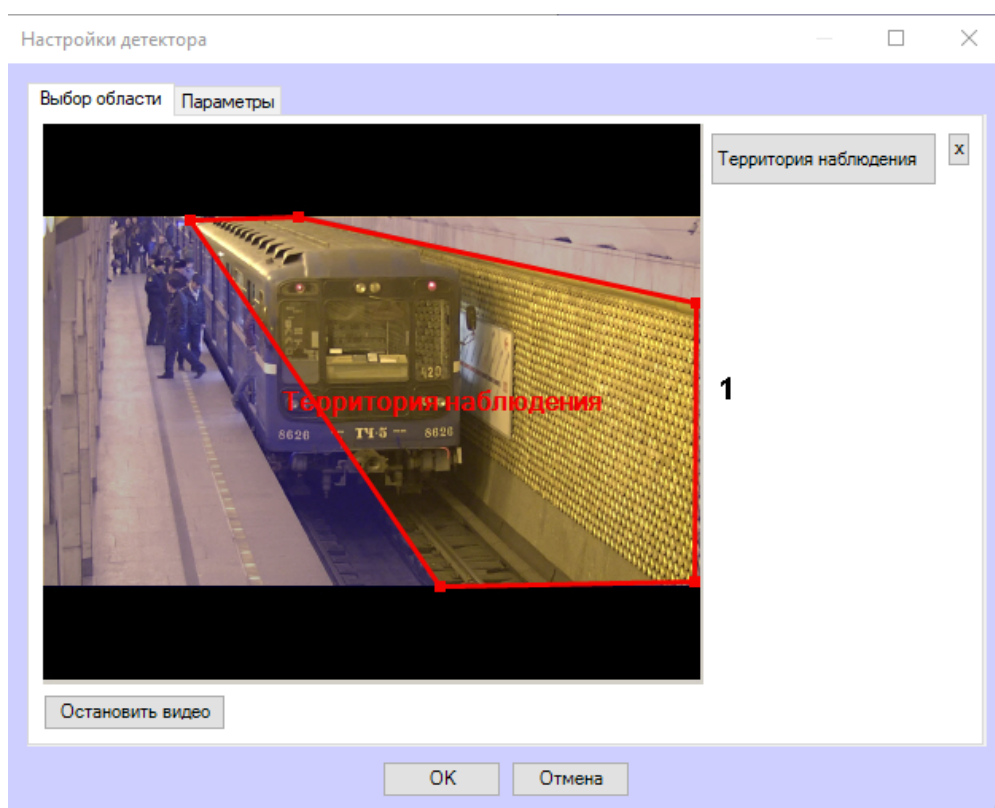 Настройки детектора
Выбор области Параметры
Территория наблюдения x
420
Территория наблюдения
1
8626 ТЧ-5 8626
Остановить видео
OK Отмена